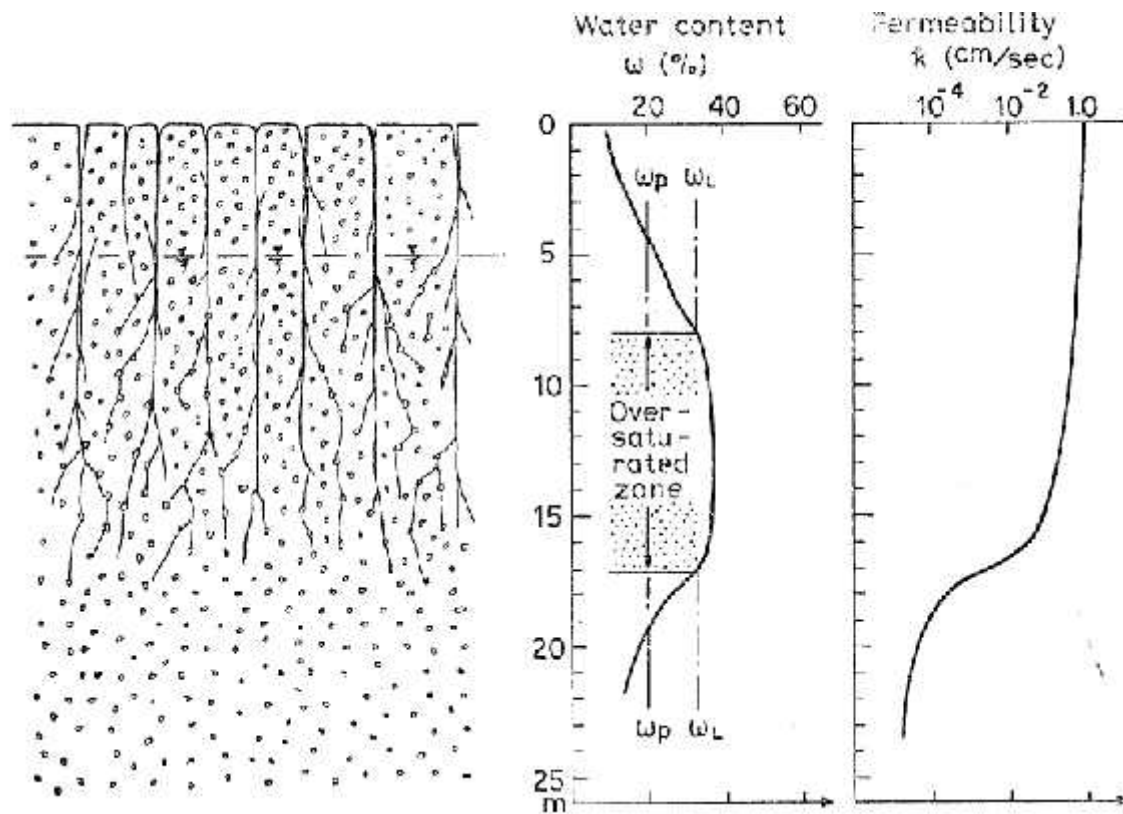 Water content
ω (%)
20 40 60
Permeability
k (cm/sec)
10⁻⁴ 10⁻² 1.0
0
5
10
15
20
25
m
ωp ωL
Over-
satu-
rated
zone
ωp ωL